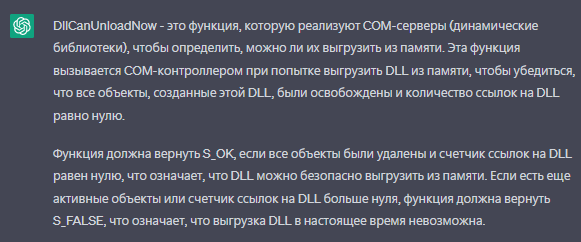 DllCanUnloadNow - это функция, которую реализуют COM-серверы (динамические
библиотеки), чтобы определить, можно ли их выгрузить из памяти. Эта функция
вызывается COM-контроллером при попытке выгрузить DLL из памяти, чтобы убедиться,
что все объекты, созданные этой DLL, были освобождены и количество ссылок на DLL
равно нулю.
Функция должна вернуть S_OK, если все объекты были удалены и счетчик ссылок на DLL
равен нулю, что означает, что DLL можно безопасно выгрузить из памяти. Если есть еще
активные объекты или счетчик ссылок на DLL больше нуля, функция должна вернуть
S_FALSE, что означает, что выгрузка DLL в настоящее время невозможна.